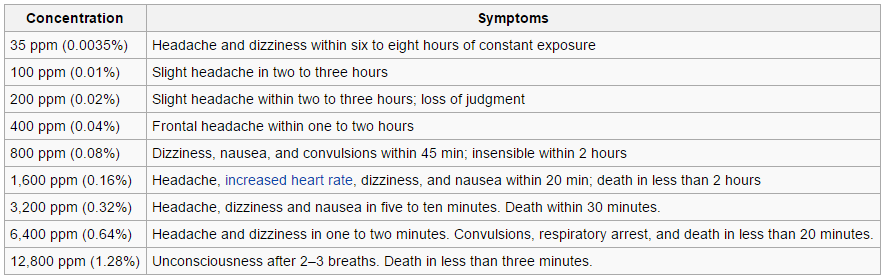 Concentration Symptoms
35 ppm (0.0035%) Headache and dizziness within six to eight hours of constant exposure
100 ppm (0.01%) Slight headache in two to three hours
200 ppm (0.02%) Slight headache within two to three hours; loss of judgment
400 ppm (0.04%) Frontal headache within one to two hours
800 ppm (0.08%) Dizziness, nausea, and convulsions within 45 min; insensible within 2 hours
1,600 ppm (0.16%) Headache, increased heart rate, dizziness, and nausea within 20 min; death in less than 2 hours
3,200 ppm (0.32%) Headache, dizziness and nausea in five to ten minutes. Death within 30 minutes.
6,400 ppm (0.64%) Headache and dizziness in one to two minutes. Convulsions, respiratory arrest, and death in less than 20 minutes.
12,800 ppm (1.28%) Unconsciousness after 2–3 breaths. Death in less than three minutes.